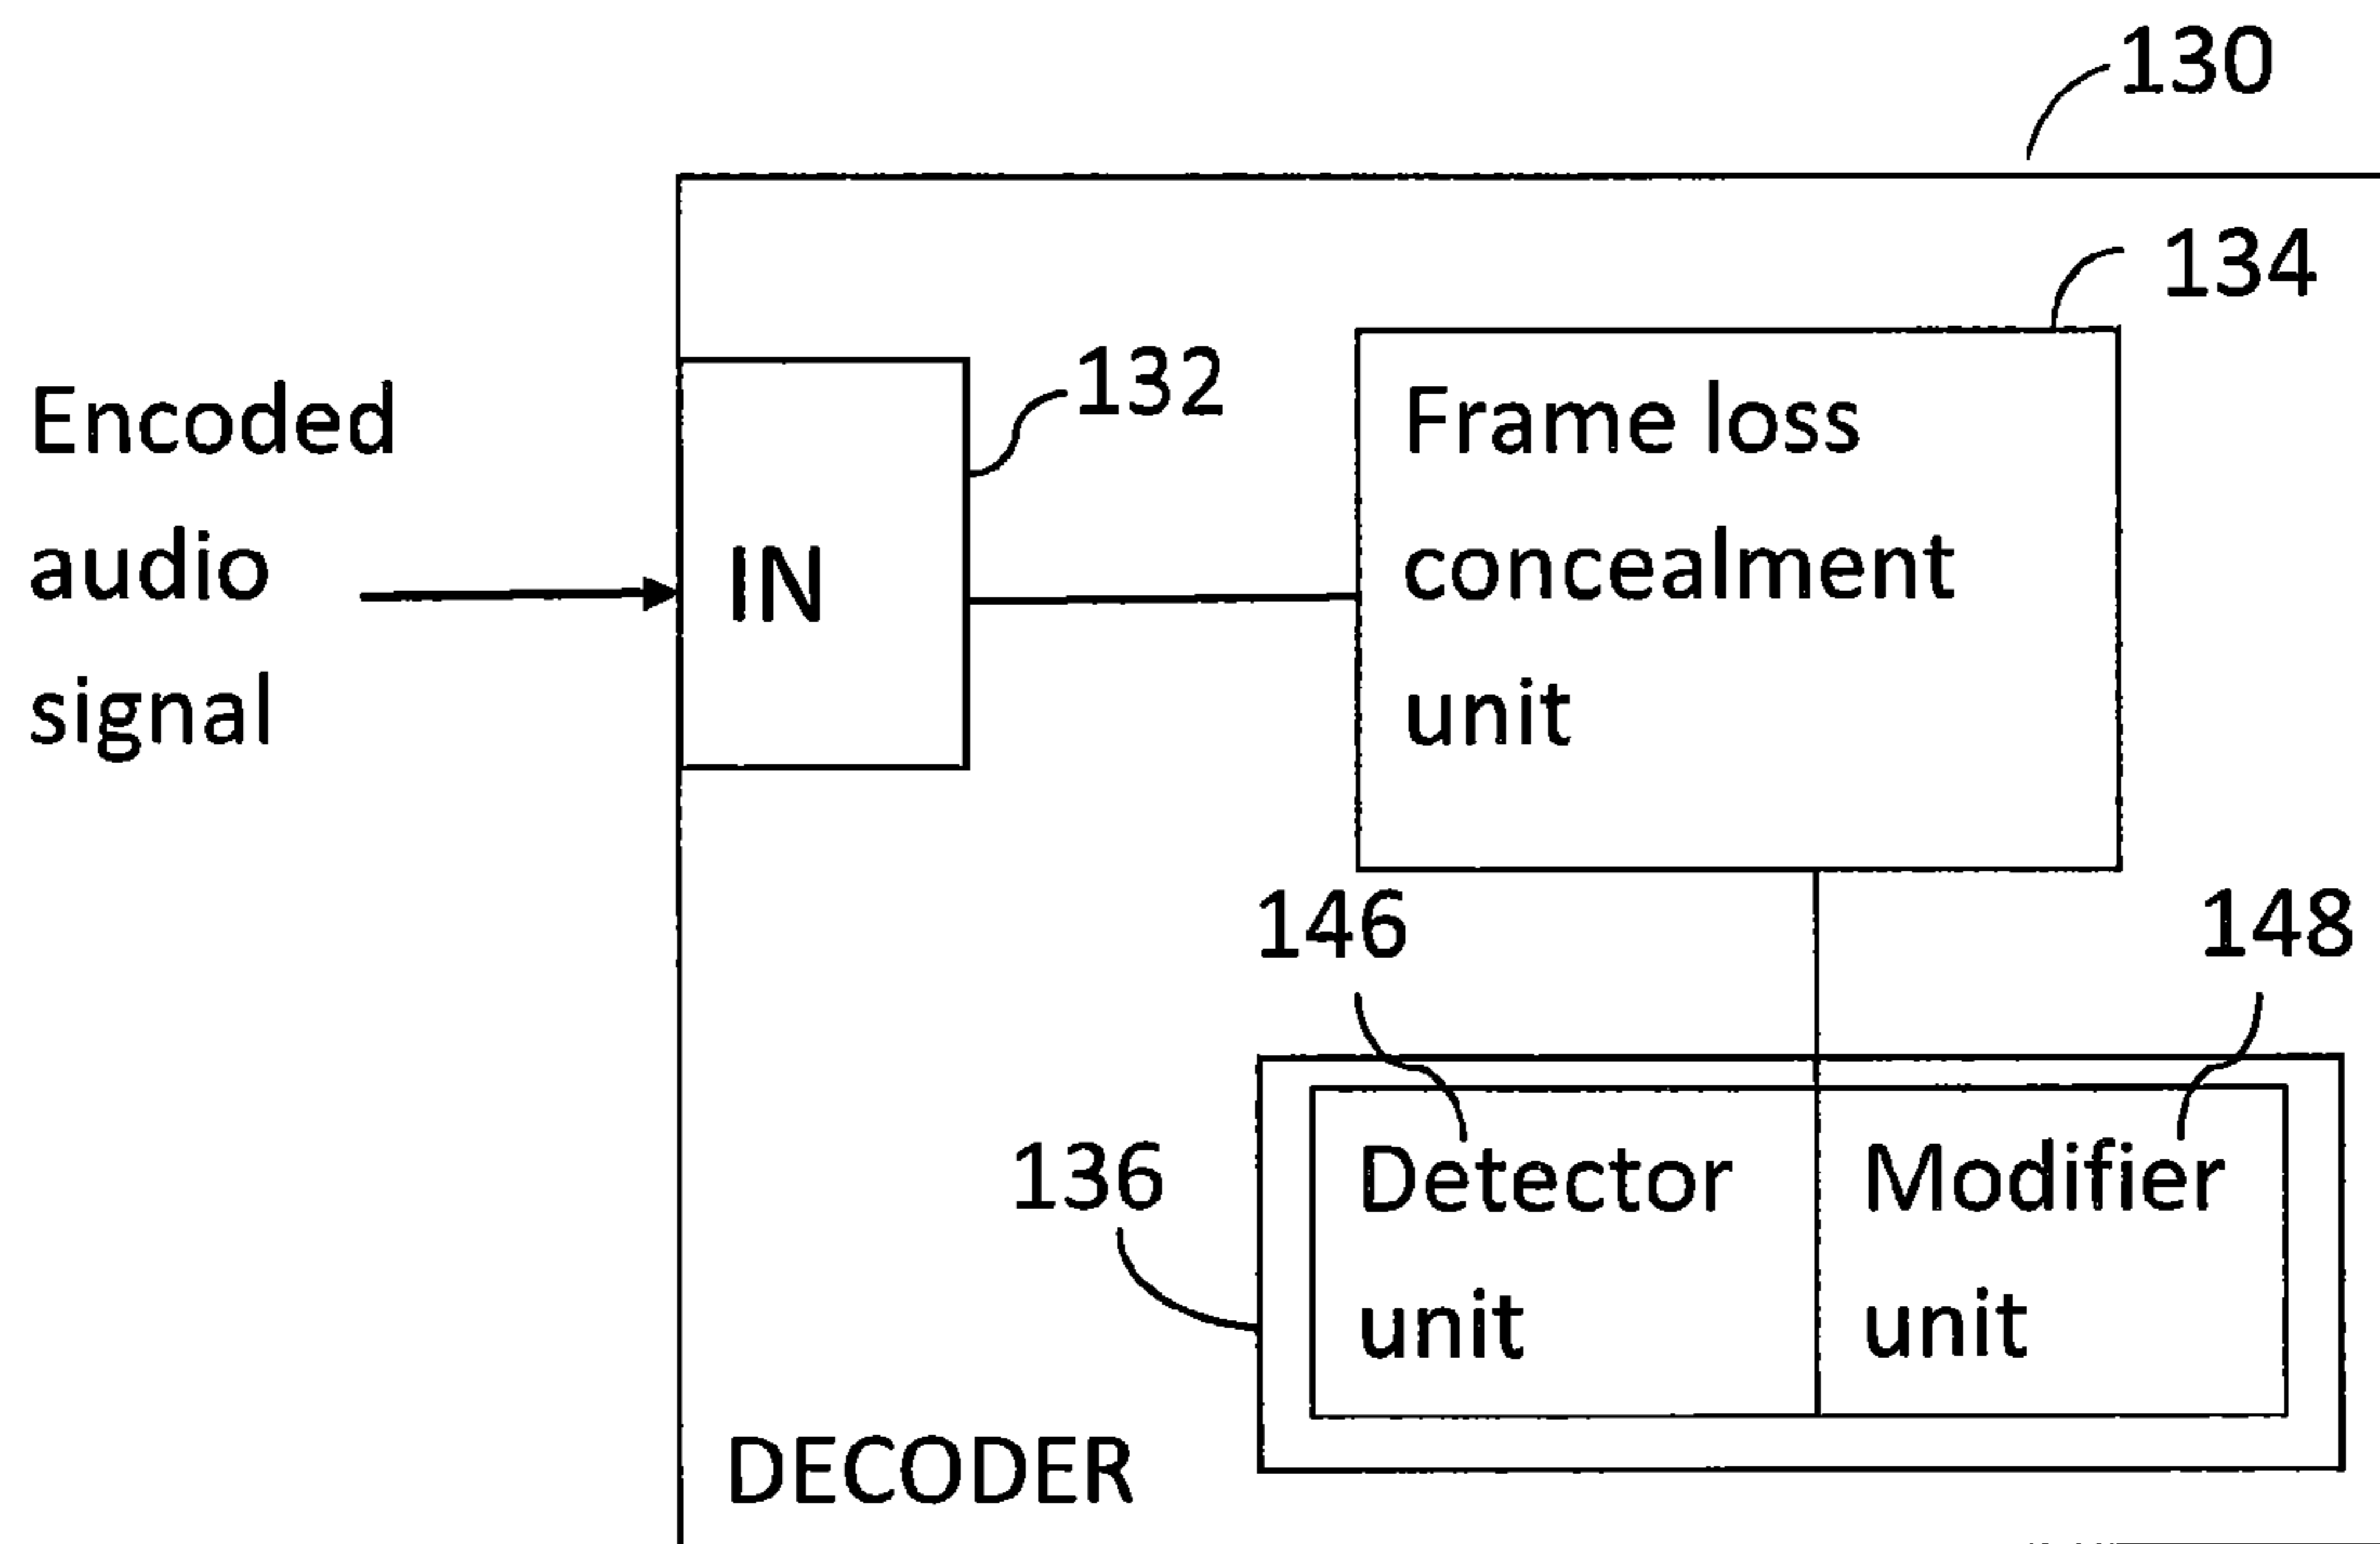 130
134
132
Encoded
audio
signal
IN
Frame loss
concealment
unit
146
148
136
Detector
unit
Modifier
unit
DECODER